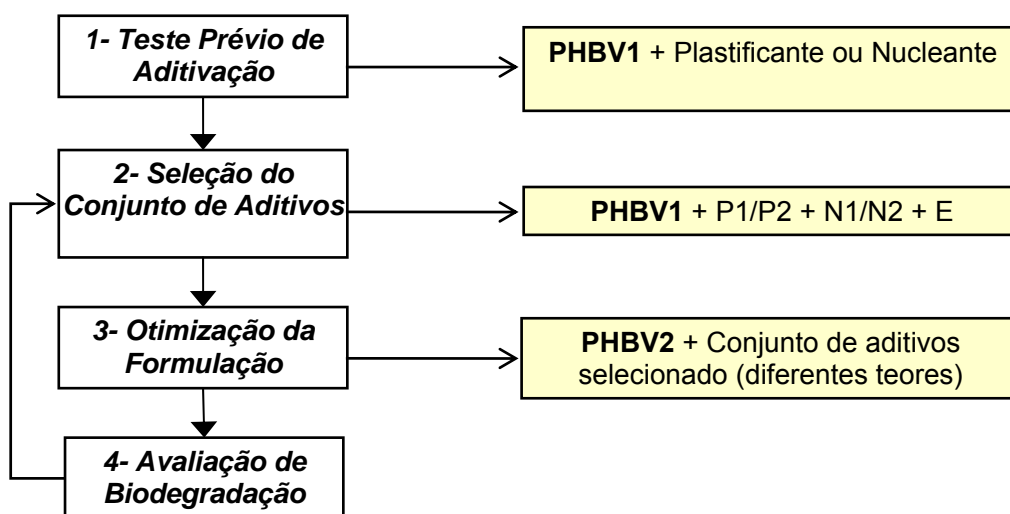 1- Teste Prévio de
Aditivação
PHBV1 + Plastificante ou Nucleante
2- Seleção do
Conjunto de Aditivos
PHBV1 + P1/P2 + N1/N2 + E
3- Otimização da
Formulação
PHBV2 + Conjunto de aditivos
selecionado (diferentes teores)
4- Avaliação de
Biodegradação